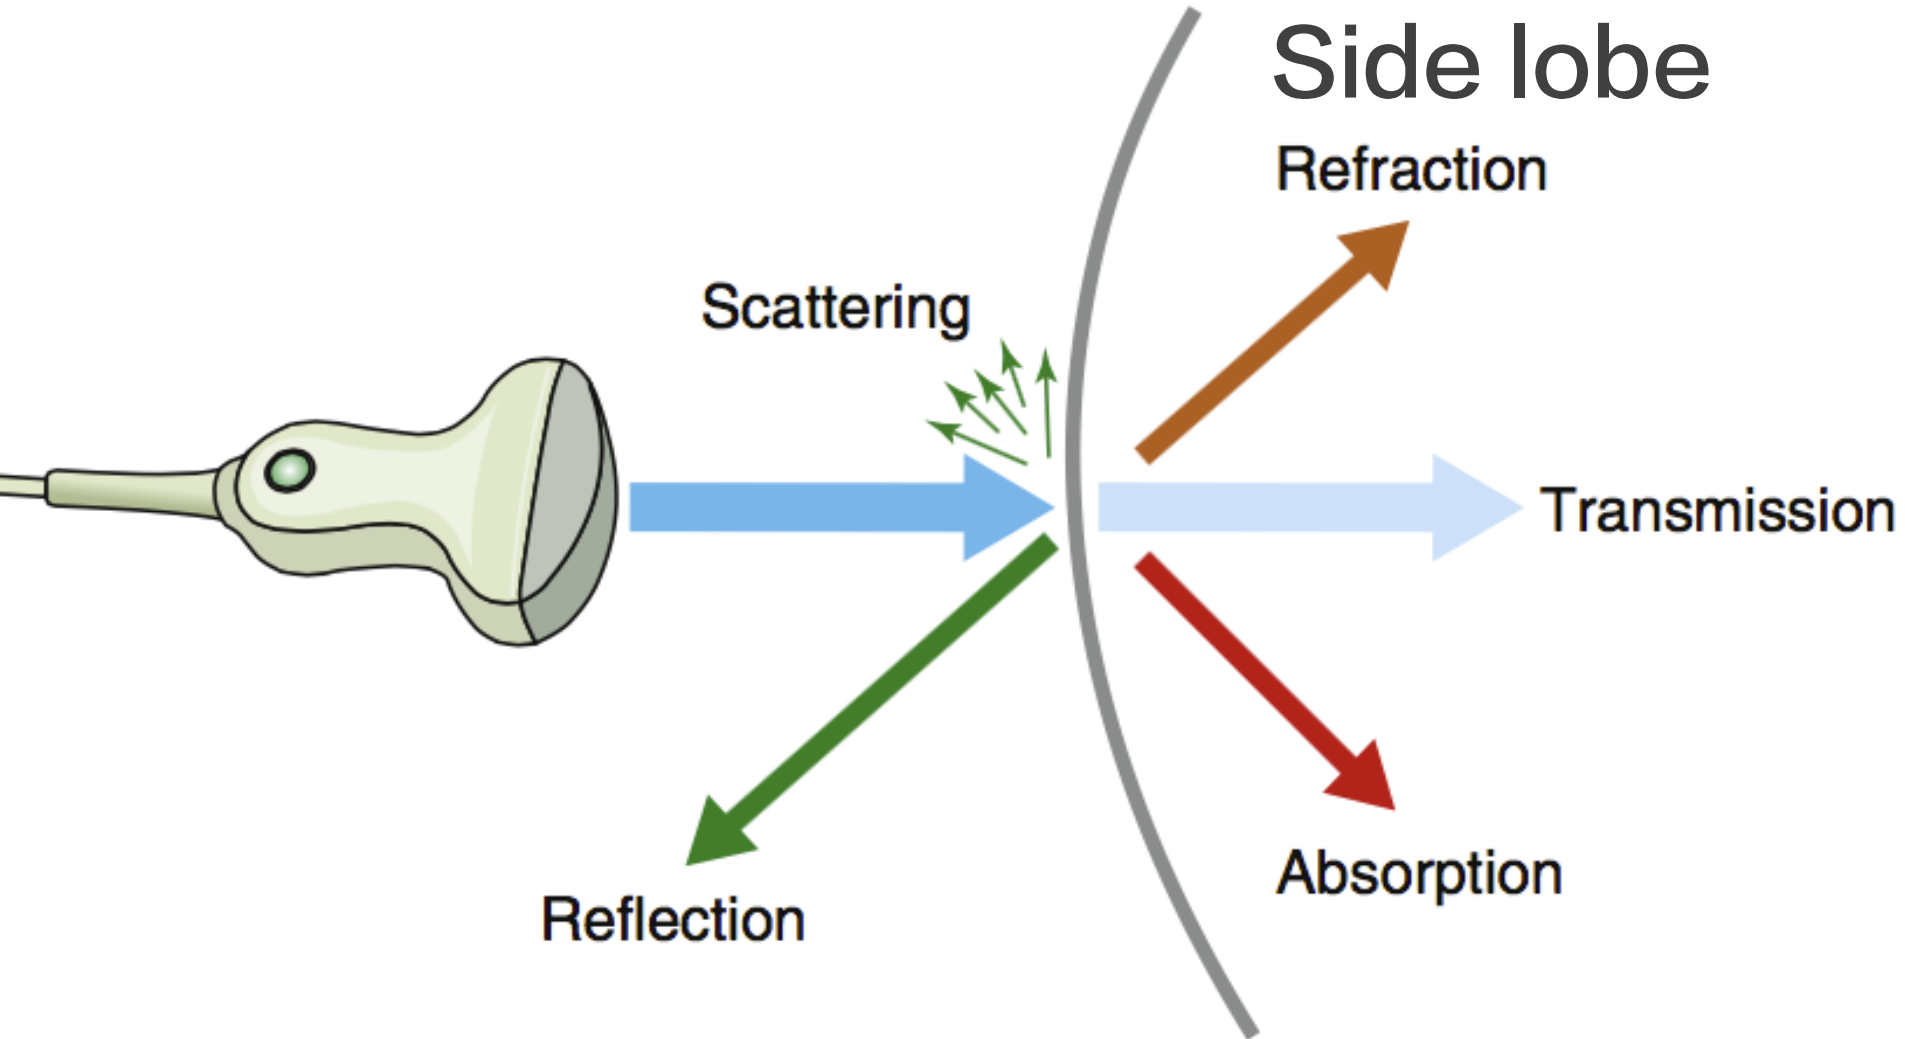 Side lobe
Refraction
Scattering
Transmission
Absorption
Reflection